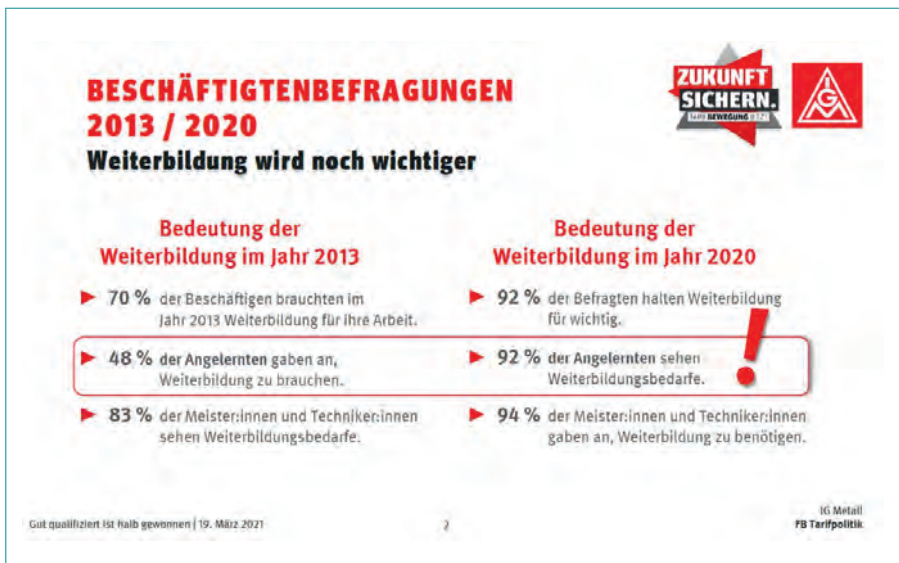 BESCHÄFTIGTENBEFRAGUNGEN
2013 / 2020
Weiterbildung wird noch wichtiger
ZUKUNFT
SICHERN.
BEWEGUNG
IGM
Bedeutung der
Weiterbildung im Jahr 2013
► 70 % der Beschäftigen brauchten im
Jahr 2013 Weiterbildung für ihre Arbeit.
► 48 % der Angelernten gaben an,
Weiterbildung zu brauchen.
► 83 % der Meister:innen und Techniker:innen
sehen Weiterbildungsbedarfe.
Bedeutung der
Weiterbildung im Jahr 2020
► 92 % der Befragten halten Weiterbildung
für wichtig.
► 92 % der Angelernten sehen
Weiterbildungsbedarfe.
!
► 94 % der Meister:innen und Techniker:innen
gaben an, Weiterbildung zu benötigen.
Gut qualifiziert ist halb gewonnen | 19. März 2021
2
IG Metall
FB Tarifpolitik